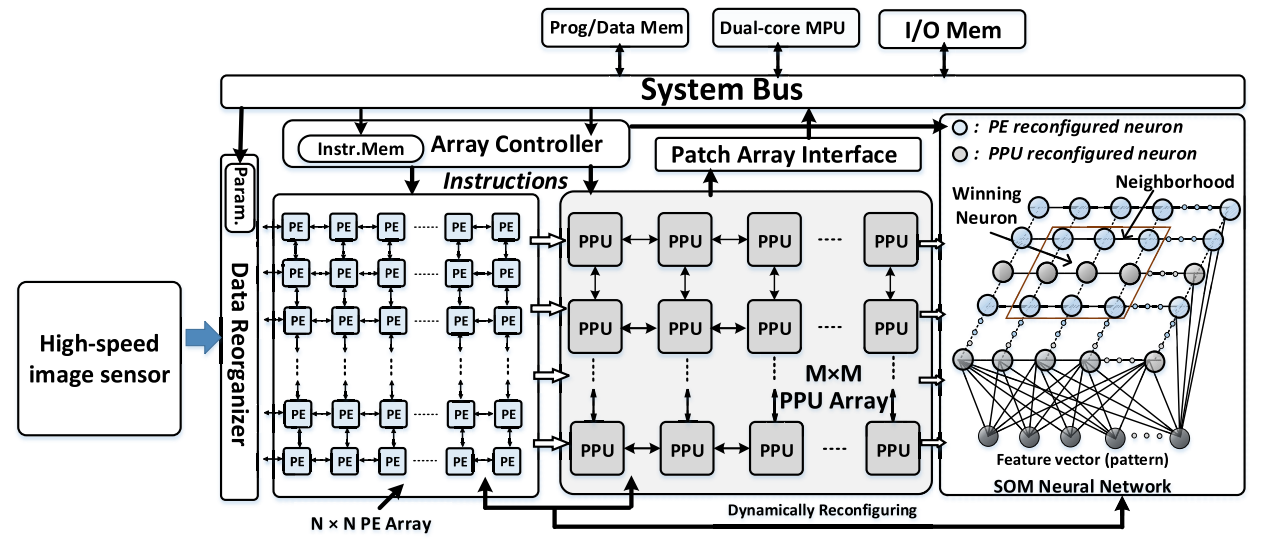 Prog/Data Mem
Dual-core MPU
I/O Mem
System Bus
Instr.Mem
Array Controller
Patch Array Interface
: PE reconfigured neuron
: PPU reconfigured neuron
Param.
Instructions
Winning
Neuron
Neighborhood
PE PE PE PE PE
PE PE PE PE PE
PE PE PE PE PE
PE PE PE PE PE
PE PE PE PE PE
PPU PPU PPU PPU
PPU PPU PPU PPU
M×M
PPU Array
PPU PPU PPU PPU
High-speed
image sensor
Data Reorganizer
Feature vector (pattern)
SOM Neural Network
N × N PE Array
Dynamically Reconfiguring